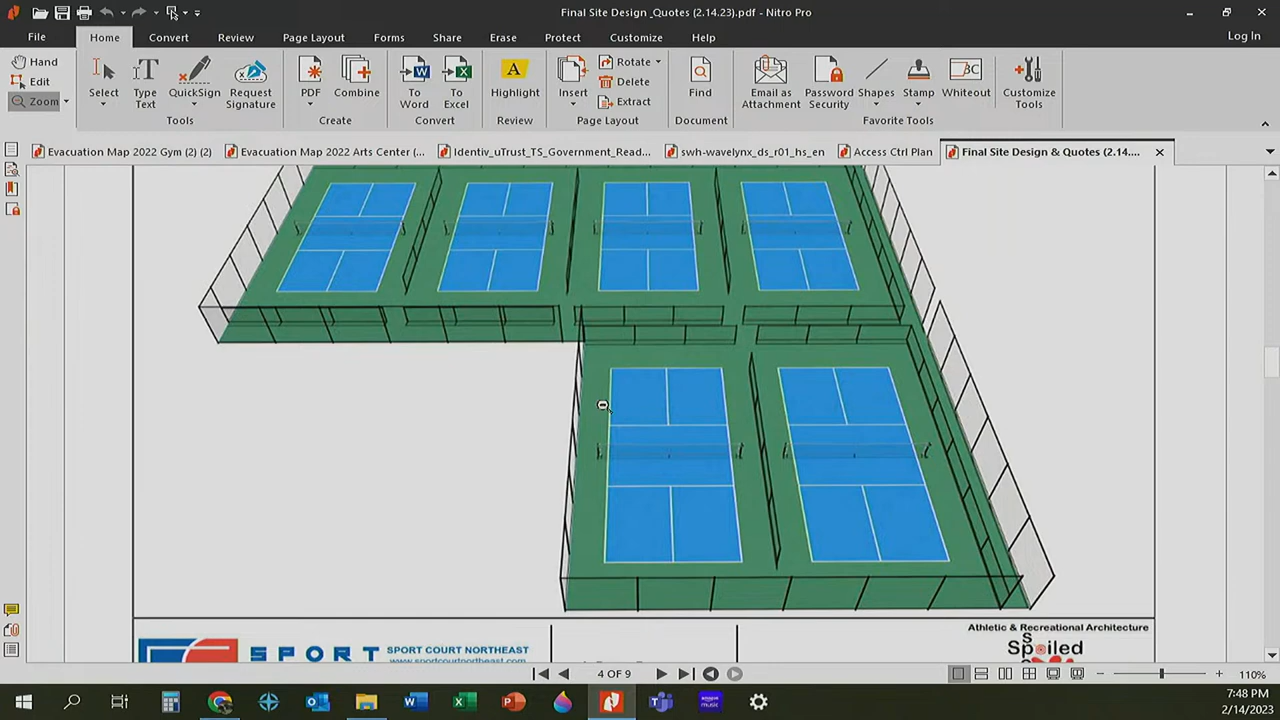 Final Site Design _Quotes (2.14.23).pdf - Nitro Pro
File Home Convert Review Page Layout Forms Share Erase Protect Customize Help Log In
Hand
Edit
Zoom
Select
Type Text
QuickSign
Request Signature
Tools
PDF
Combine
Create
To Word
To Excel
Convert
Highlight
Review
Insert
Rotate
Delete
Extract
Page Layout
Find
Document
Email as Attachment
Password Security
Shapes
Stamp
Whiteout
Favorite Tools
Customize Tools
Evacuation Map 2022 Gym (2) (2)
Evacuation Map 2022 Arts Center (...
Identiv_uTrust_TS_Government_Read...
swh-wavelynx_ds_r01_hs_en
Access Ctrl Plan
Final Site Design & Quotes (2.14....
SPORT
SPORT COURT NORTHEAST
www.sportcourtnortheast.com
Athletic & Recreational Architecture
Spoiled
4 OF 9
110%
7:48 PM
2/14/2023